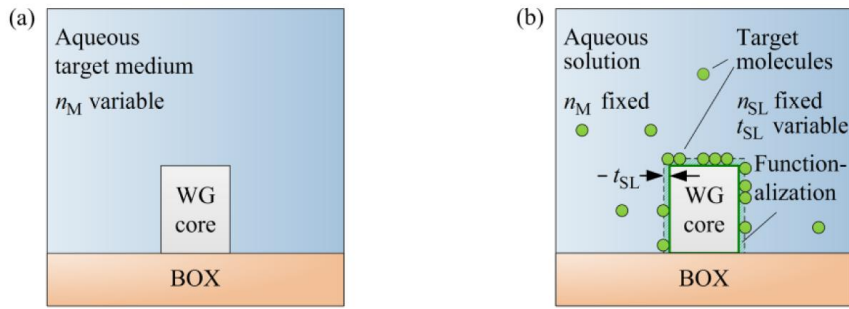 (a)
Aqueous
target medium
n_M variable
WG
core
BOX
(b)
Aqueous
solution
n_M fixed
Target
molecules
n_SL fixed
t_SL variable
Function-
alization
t_SL
WG
core
BOX